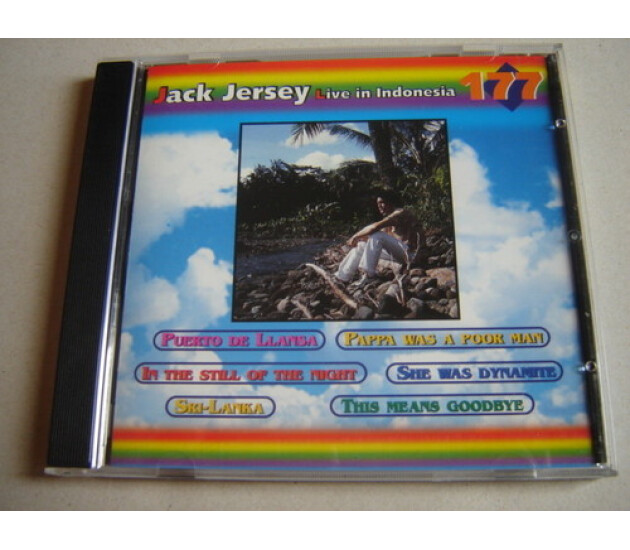 Jack Jersey Live in Indonesia 177
PUERTO DE LLANSA PAPPA WAS A POOR MAN
IN THE STILL OF THE NIGHT SHE WAS DYNAMITE
SRI-LANKA THIS MEANS GOODBYE